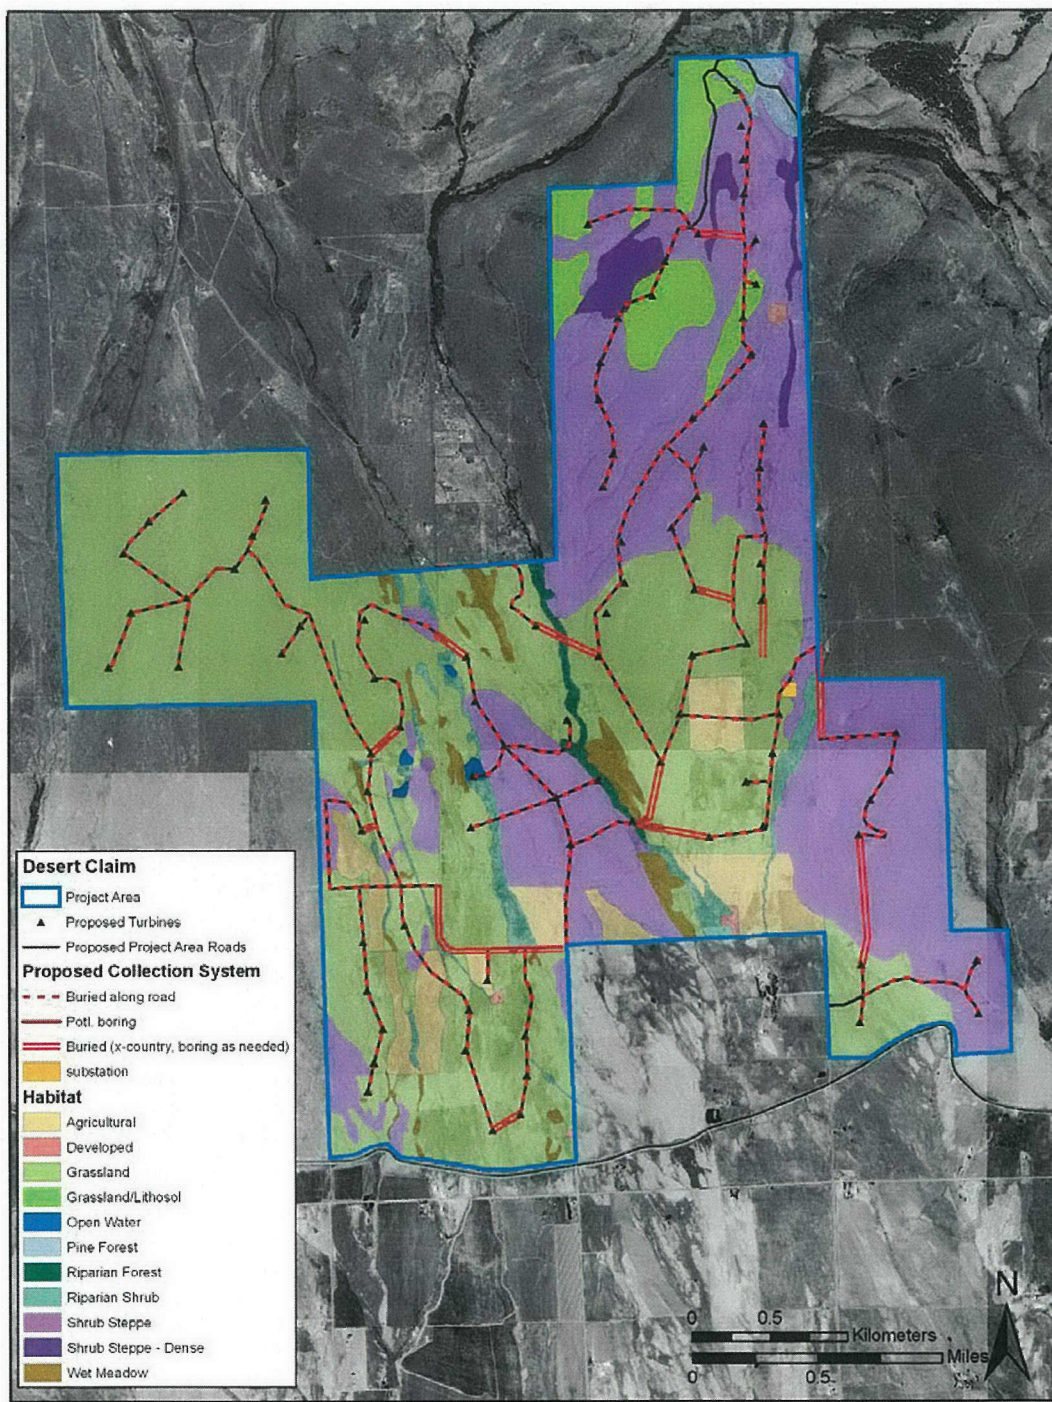 Desert Claim
Project Area
Proposed Turbines
Proposed Project Area Roads
Proposed Collection System
Buried along road
Potl. boring
Buried (x-country, boring as needed)
substation
Habitat
Agricultural
Developed
Grassland
Grassland/Lithosol
Open Water
Pine Forest
Riparian Forest
Riparian Shrub
Shrub Steppe
Shrub Steppe - Dense
Wet Meadow
N
0 0.5
Kilometers
Miles
0 0.5